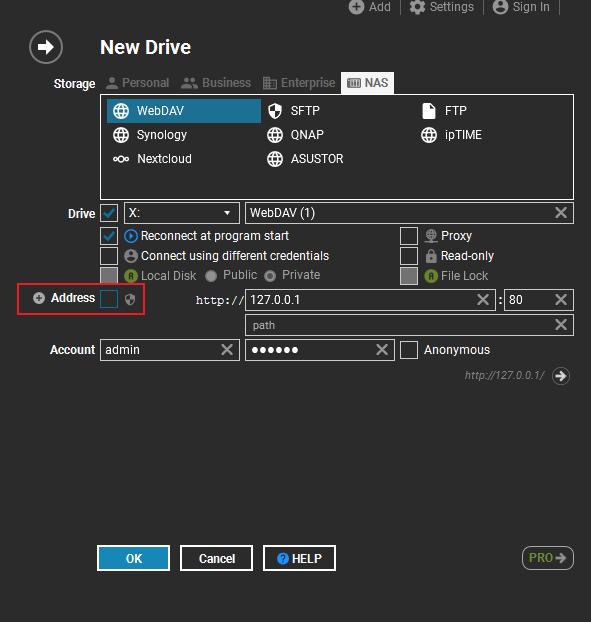 Add Settings Sign In
New Drive
Storage Personal Business Enterprise NAS
WebDAV SFTP FTP
Synology QNAP ipTIME
Nextcloud ASUSTOR
Drive X: WebDAV (1)
Reconnect at program start Proxy
Connect using different credentials Read-only
R Local Disk Public Private R File Lock
Address http:// 127.0.0.1 : 80
path
Account admin •••••• Anonymous
http://127.0.0.1/
OK Cancel ? HELP PRO